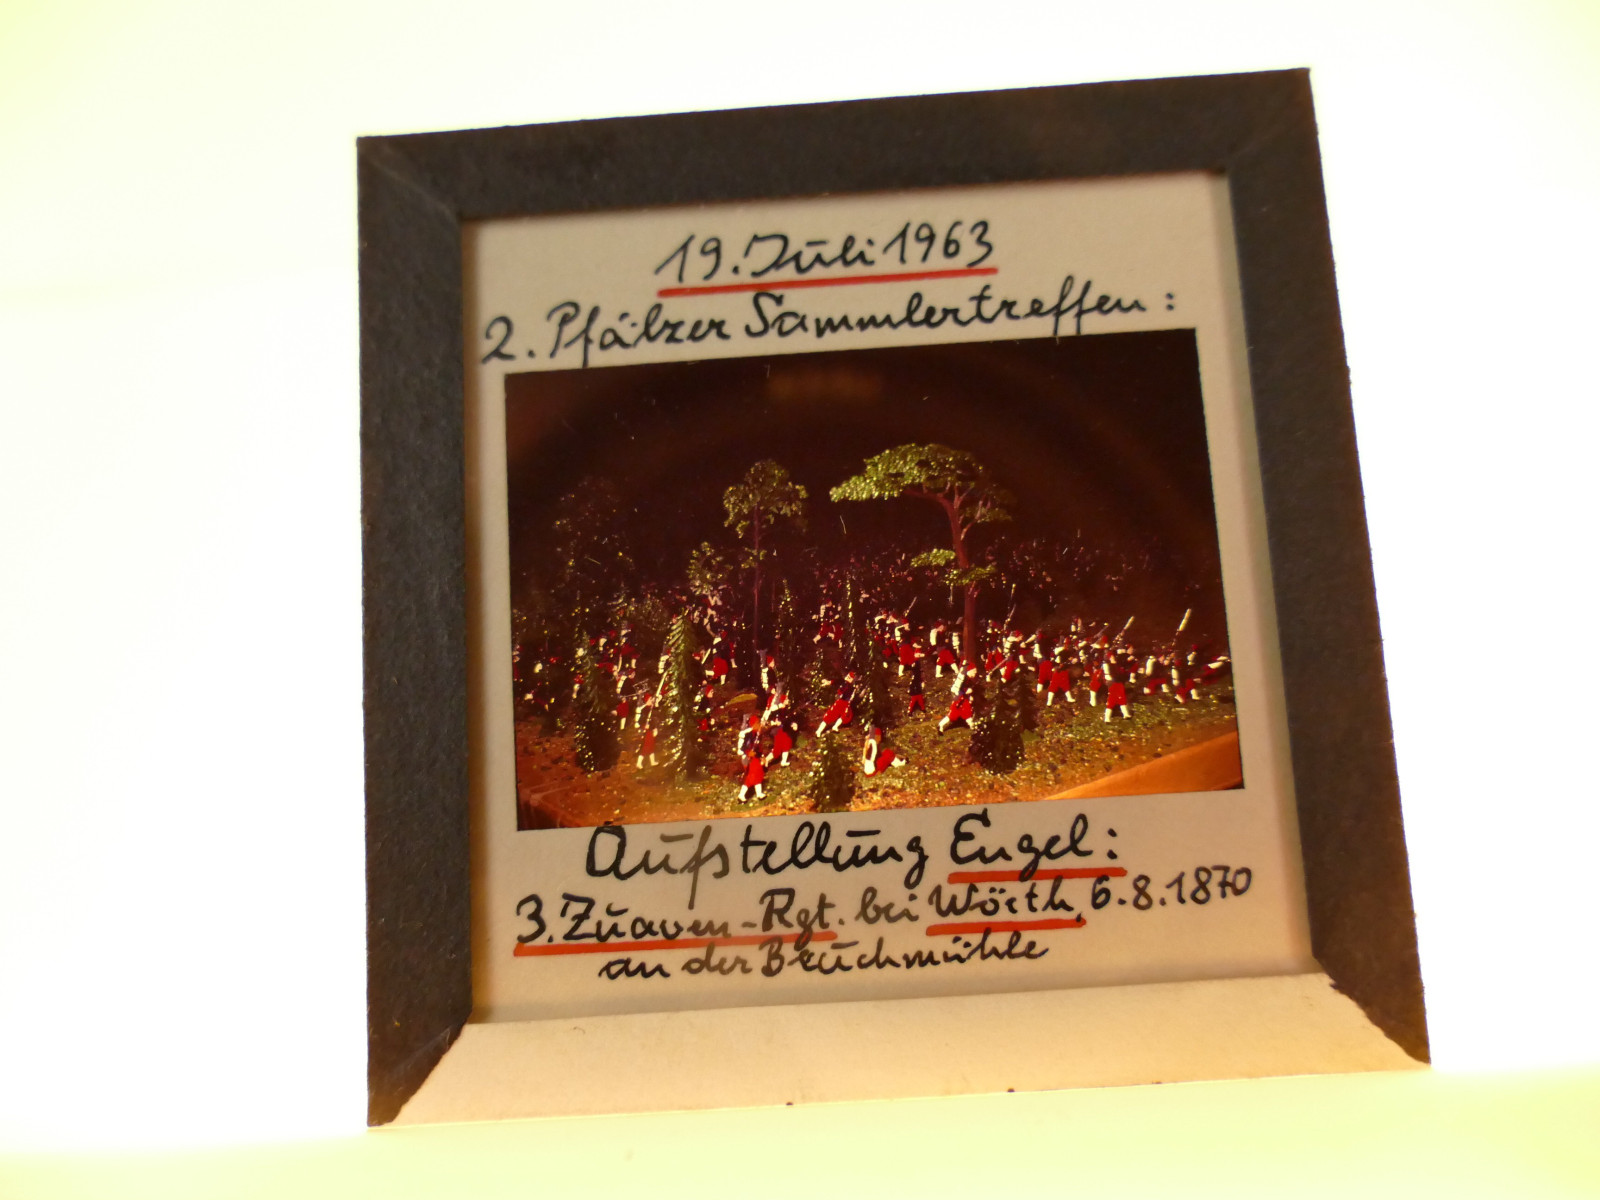 19. Juli 1963
2. Pfälzer Sammlertreffen:
Aufstellung Engel:
3. Zuaven-Rgt. bei Wörth, 6.8.1870
an der Bruchmühle